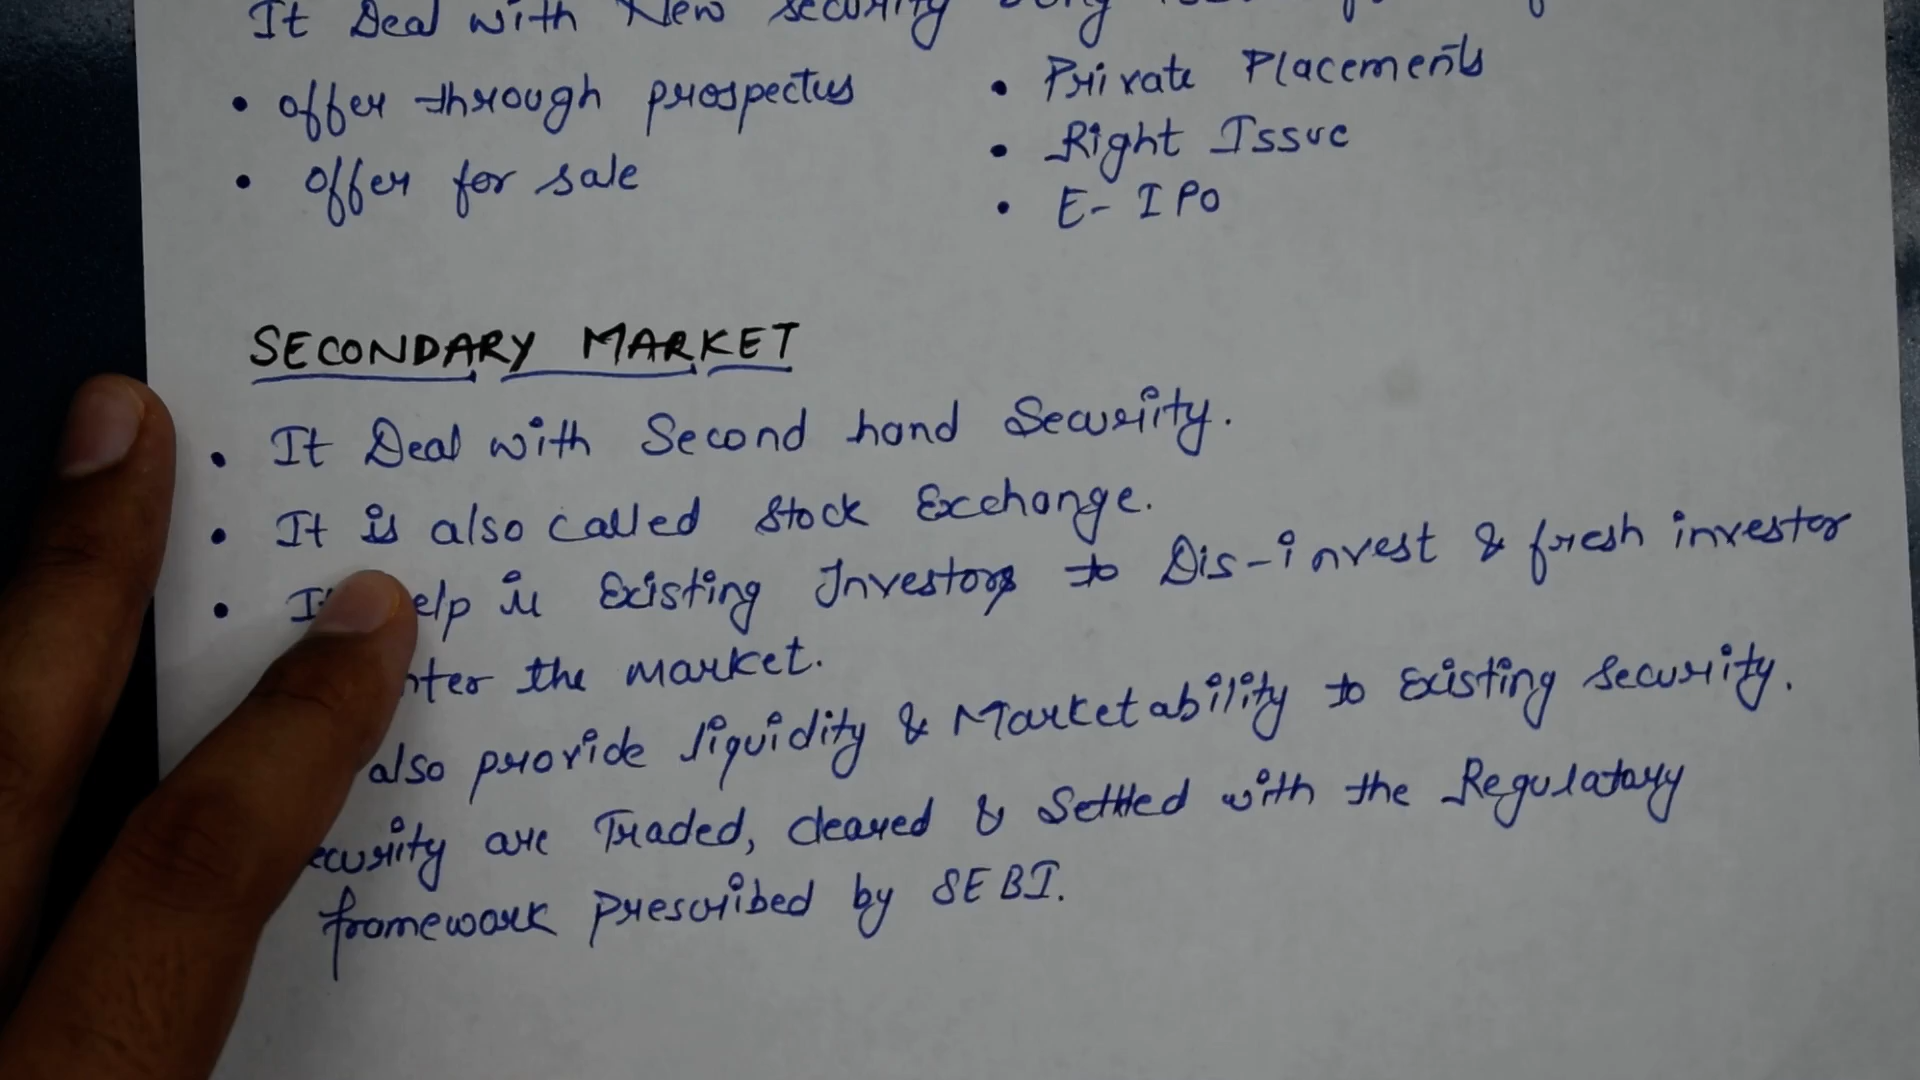 It Deal with New security
• offer through prospectus
• offer for sale
• Private Placements
• Right Issue
• E- IPO
SECONDARY MARKET
• It Deal with Second hand Security.
• It is also called Stock Exchange.
• elp in Existing Investors to Dis-invest & fresh investor
nter the market.
also provide liquidity & Marketability to Existing Security.
ecurity are Traded, cleared & Settled with the Regulatary
framework prescribed by SEBI.